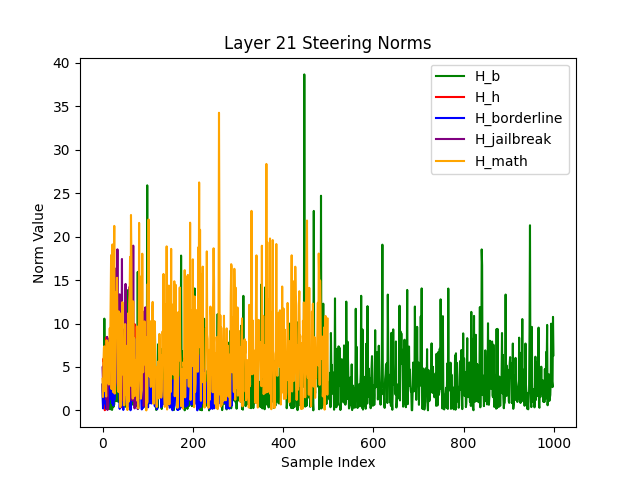 Layer 21 Steering Norms
40
35
30
25
20
15
10
5
0
Norm Value
H_b
H_h
H_borderline
H_jailbreak
H_math
0 200 400 600 800 1000
Sample Index